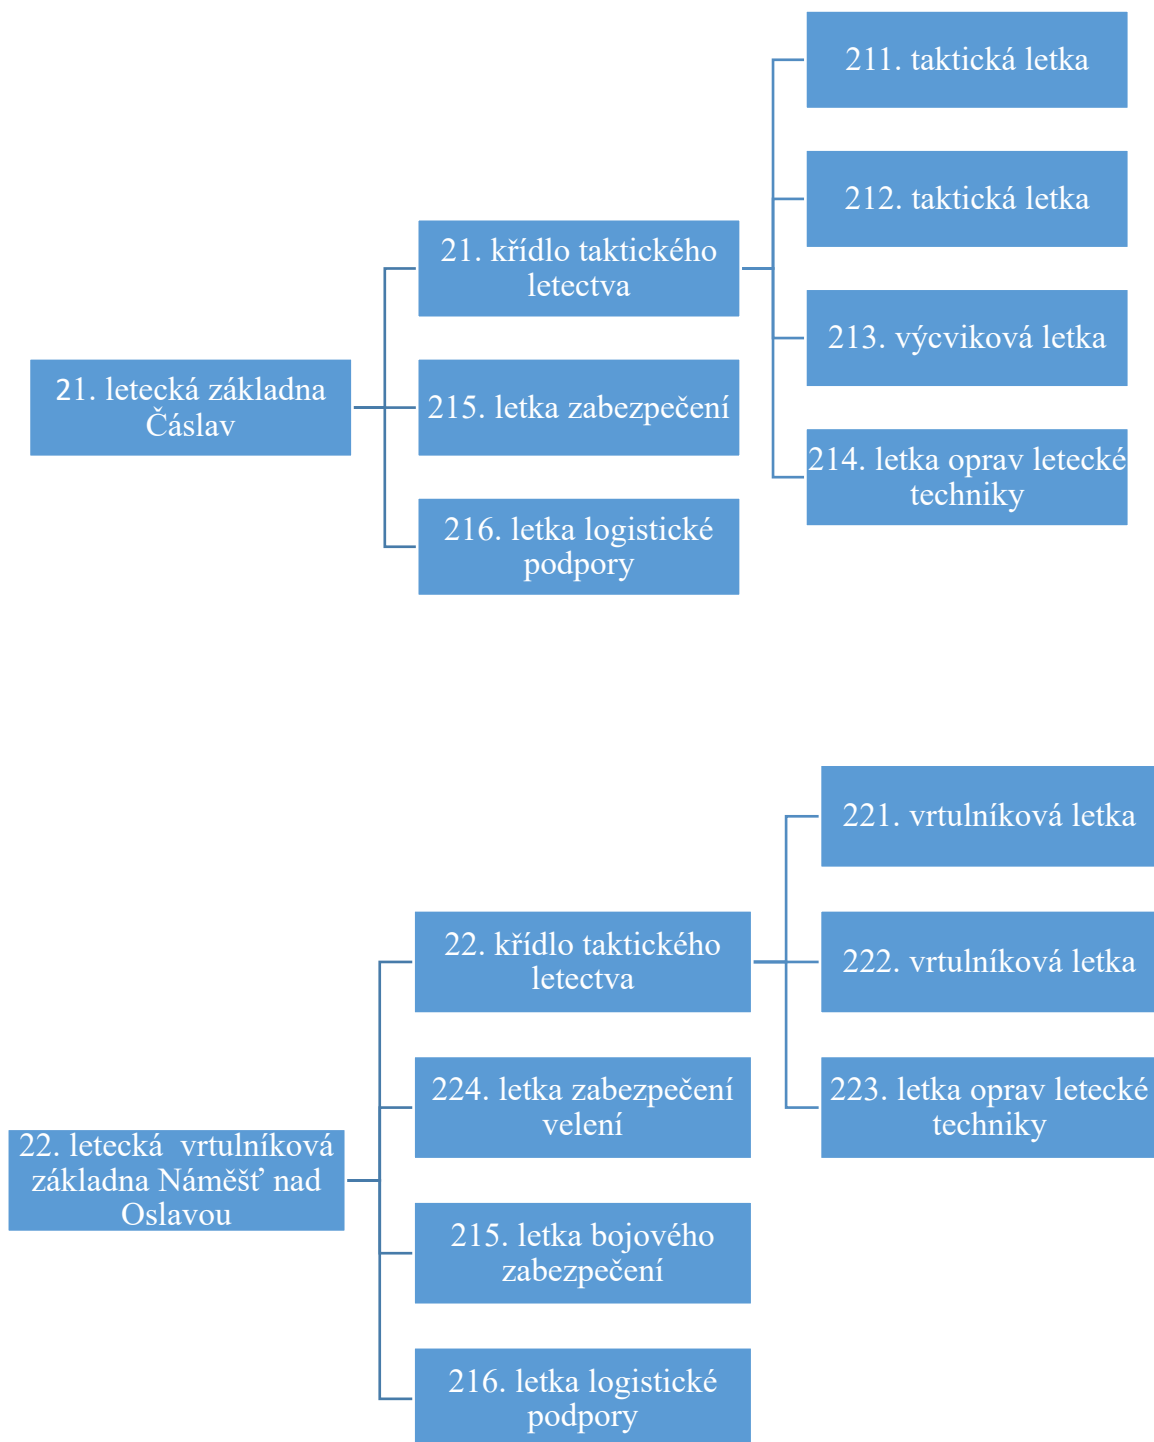 21. letecká základna
Čáslav
21. křídlo taktického
letectva
211. taktická letka
212. taktická letka
213. výcviková letka
214. letka oprav letecké
techniky
215. letka zabezpečení
216. letka logistické
podpory
22. letecká  vrtulníková
základna Náměšť nad
Oslavou
22. křídlo taktického
letectva
221. vrtulníková letka
222. vrtulníková letka
223. letka oprav letecké
techniky
224. letka zabezpečení
velení
215. letka bojového
zabezpečení
216. letka logistické
podpory